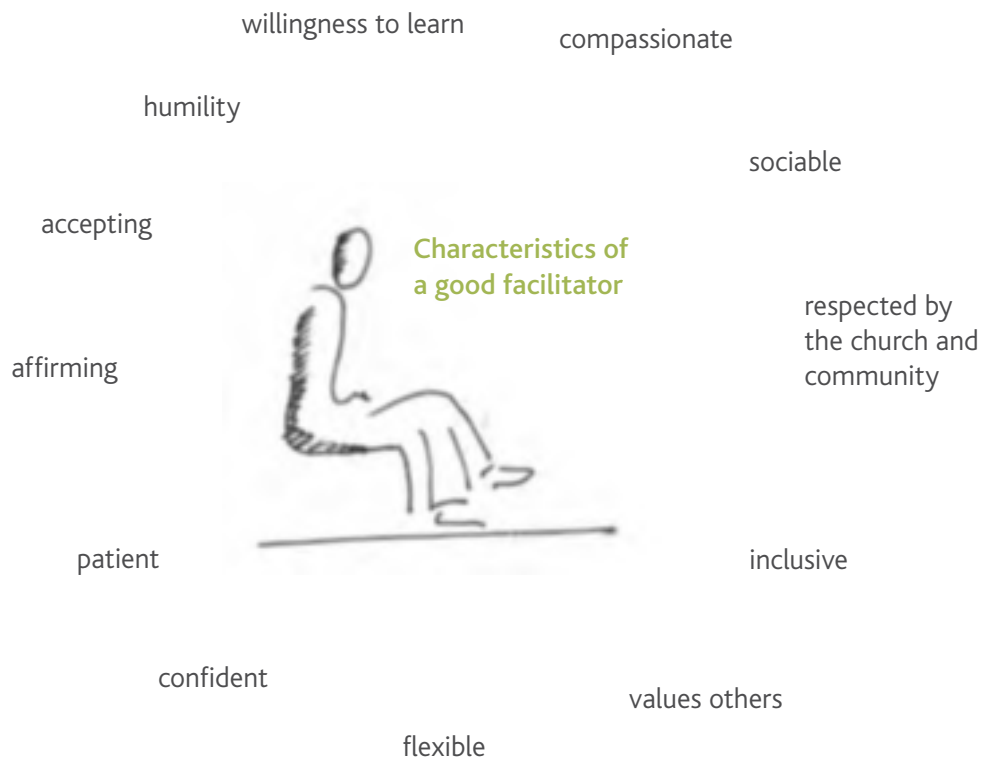 willingness to learn
compassionate
humility
sociable
accepting
Characteristics of
a good facilitator
respected by
the church and
community
affirming
patient
inclusive
confident
values others
flexible